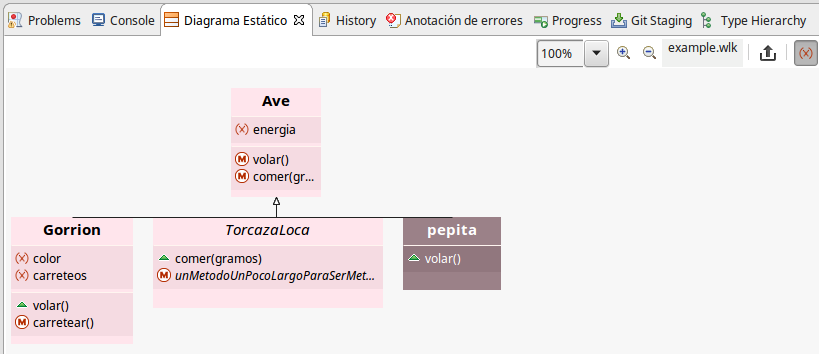 Problems Console Diagrama Estático History Anotación de errores Progress Git Staging Type Hierarchy
100% example.wlk
Ave
energia
volar()
comer(gr...
Gorrion
color
carreteos
volar()
carretear()
TorcazaLoca
comer(gramos)
unMetodoUnPocoLargoParaSerMet...
pepita
volar()